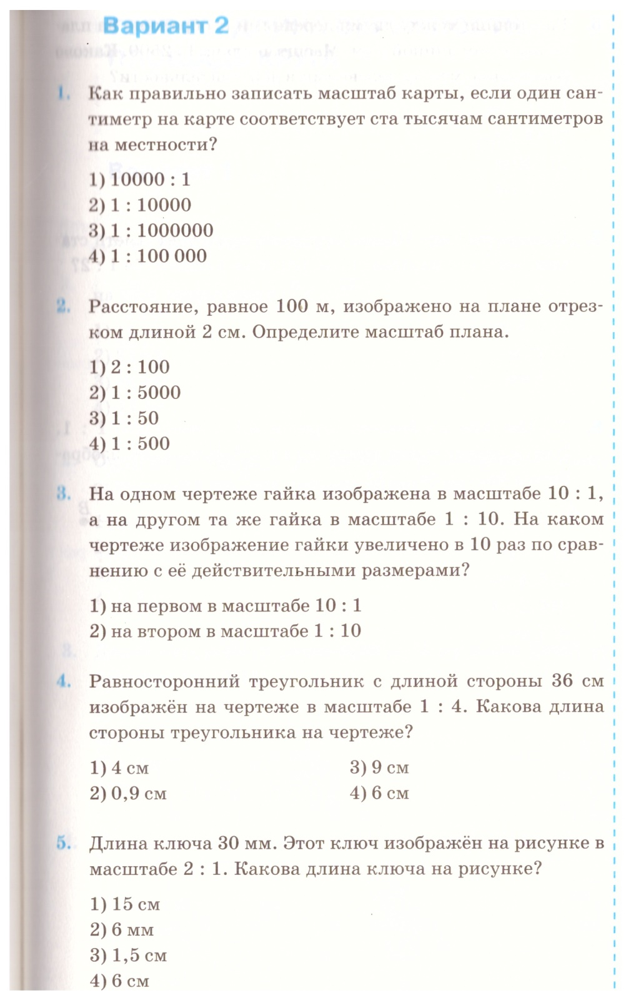 Вариант 2
1. Как правильно записать масштаб карты, если один сан-
тиметр на карте соответствует ста тысячам сантиметров
на местности?
1) 10000 : 1
2) 1 : 10000
3) 1 : 1000000
4) 1 : 100 000
2. Расстояние, равное 100 м, изображено на плане отрез-
ком длиной 2 см. Определите масштаб плана.
1) 2 : 100
2) 1 : 5000
3) 1 : 50
4) 1 : 500
3. На одном чертеже гайка изображена в масштабе 10 : 1,
а на другом та же гайка в масштабе 1 : 10. На каком
чертеже изображение гайки увеличено в 10 раз по срав-
нению с её действительными размерами?
1) на первом в масштабе 10 : 1
2) на втором в масштабе 1 : 10
4. Равносторонний треугольник с длиной стороны 36 см
изображён на чертеже в масштабе 1 : 4. Какова длина
стороны треугольника на чертеже?
1) 4 см 3) 9 см
2) 0,9 см 4) 6 см
5. Длина ключа 30 мм. Этот ключ изображён на рисунке в
масштабе 2 : 1. Какова длина ключа на рисунке?
1) 15 см
2) 6 мм
3) 1,5 см
4) 6 см